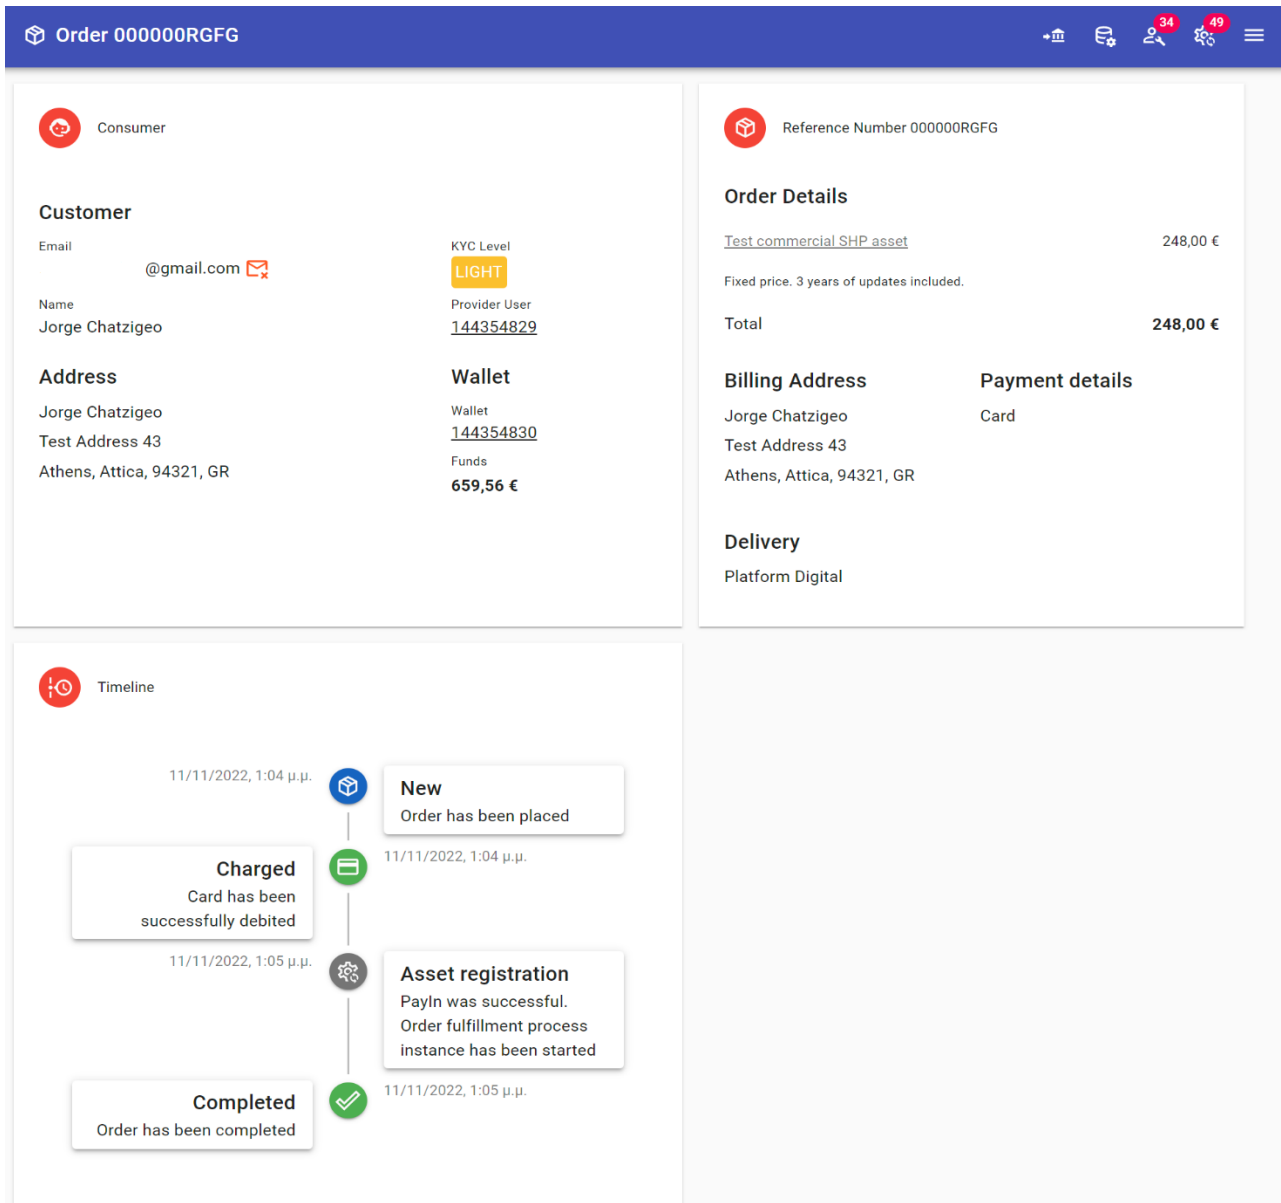 Order 000000RGFG
34
49
Consumer
Customer
Email
@gmail.com
Name
Jorge Chatzigeo
KYC Level
LIGHT
Provider User
144354829
Address
Jorge Chatzigeo
Test Address 43
Athens, Attica, 94321, GR
Wallet
Wallet
144354830
Funds
659,56 €
Reference Number 000000RGFG
Order Details
Test commercial SHP asset 248,00 €
Fixed price. 3 years of updates included.
Total 248,00 €
Billing Address
Jorge Chatzigeo
Test Address 43
Athens, Attica, 94321, GR
Payment details
Card
Delivery
Platform Digital
Timeline
11/11/2022, 1:04 μ.μ.
New
Order has been placed
11/11/2022, 1:04 μ.μ.
Charged
Card has been
successfully debited
11/11/2022, 1:05 μ.μ.
Asset registration
PayIn was successful.
Order fulfillment process
instance has been started
11/11/2022, 1:05 μ.μ.
Completed
Order has been completed